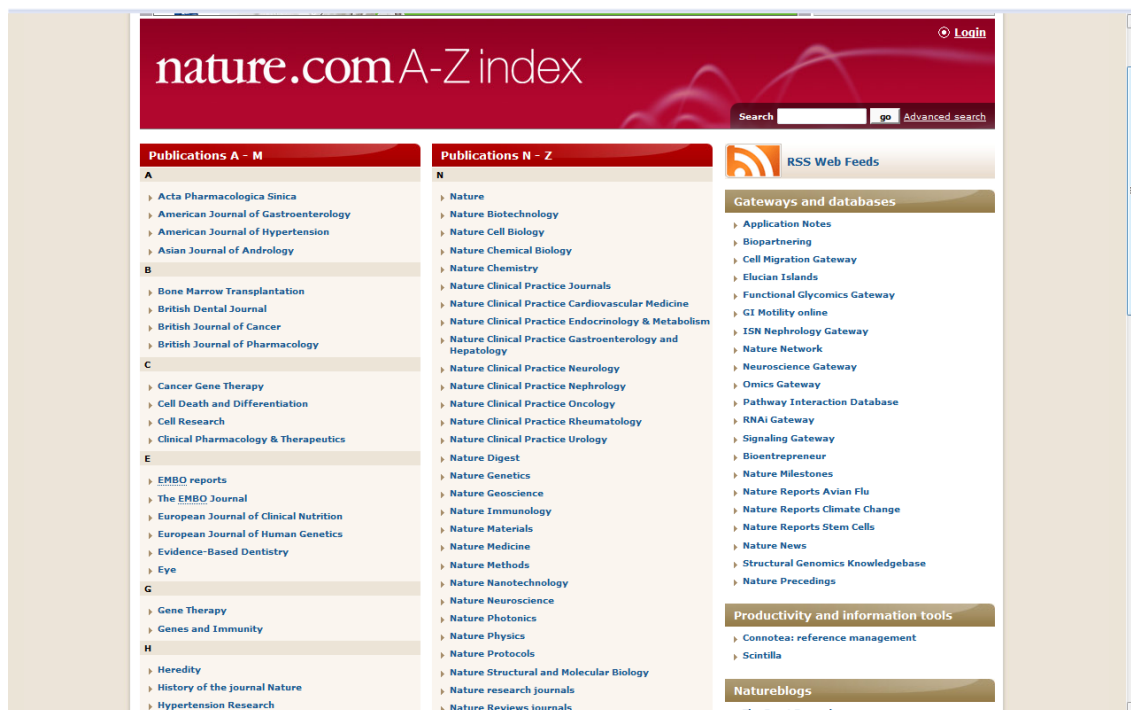 Login
nature.com A-Z index
Search go Advanced search
Publications A - M
A
Acta Pharmacologica Sinica
American Journal of Gastroenterology
American Journal of Hypertension
Asian Journal of Andrology
B
Bone Marrow Transplantation
British Dental Journal
British Journal of Cancer
British Journal of Pharmacology
C
Cancer Gene Therapy
Cell Death and Differentiation
Cell Research
Clinical Pharmacology & Therapeutics
E
EMBO reports
The EMBO Journal
European Journal of Clinical Nutrition
European Journal of Human Genetics
Evidence-Based Dentistry
Eye
G
Gene Therapy
Genes and Immunity
H
Heredity
History of the journal Nature
Hypertension Research
Publications N - Z
N
Nature
Nature Biotechnology
Nature Cell Biology
Nature Chemical Biology
Nature Chemistry
Nature Clinical Practice Journals
Nature Clinical Practice Cardiovascular Medicine
Nature Clinical Practice Endocrinology & Metabolism
Nature Clinical Practice Gastroenterology and
Hepatology
Nature Clinical Practice Neurology
Nature Clinical Practice Nephrology
Nature Clinical Practice Oncology
Nature Clinical Practice Rheumatology
Nature Clinical Practice Urology
Nature Digest
Nature Genetics
Nature Geoscience
Nature Immunology
Nature Materials
Nature Medicine
Nature Methods
Nature Nanotechnology
Nature Neuroscience
Nature Photonics
Nature Physics
Nature Protocols
Nature Structural and Molecular Biology
Nature research journals
Nature Reviews journals
RSS Web Feeds
Gateways and databases
Application Notes
Biopartnering
Cell Migration Gateway
Elucian Islands
Functional Glycomics Gateway
GI Motility online
ISN Nephrology Gateway
Nature Network
Neuroscience Gateway
Omics Gateway
Pathway Interaction Database
RNAi Gateway
Signaling Gateway
Bioentrepreneur
Nature Milestones
Nature Reports Avian Flu
Nature Reports Climate Change
Nature Reports Stem Cells
Nature News
Structural Genomics Knowledgebase
Nature Precedings
Productivity and information tools
Connotea: reference management
Scintilla
Natureblogs